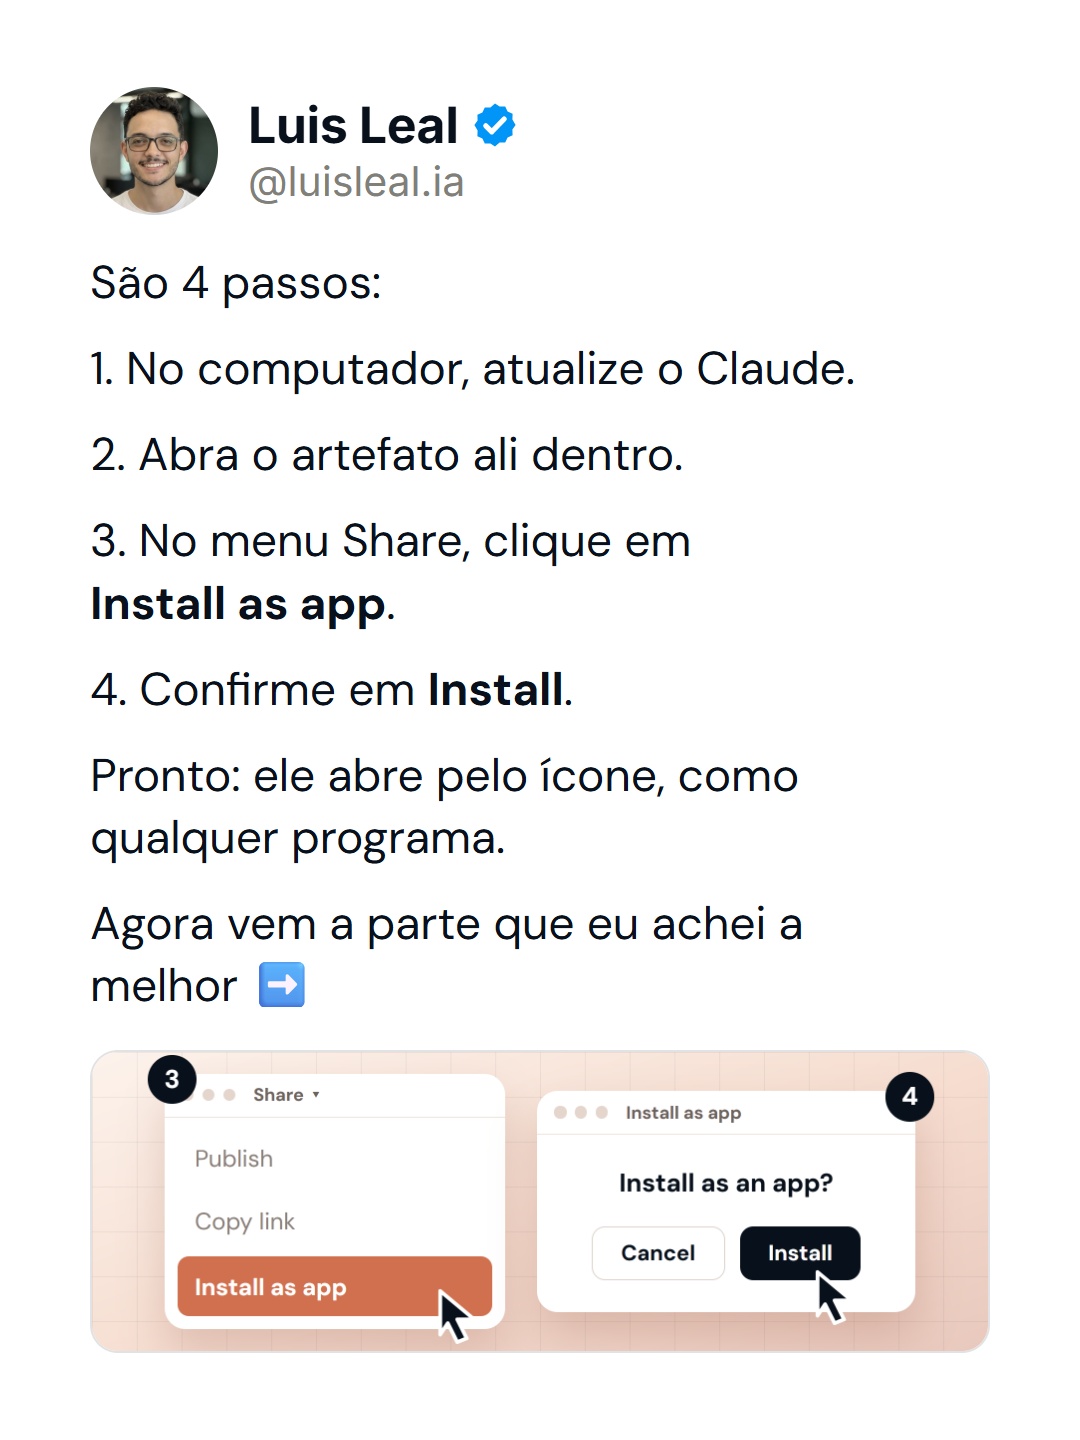 Luis Leal
@luisleal.ia
São 4 passos:
1. No computador, atualize o Claude.
2. Abra o artefato ali dentro.
3. No menu Share, clique em
Install as app.
4. Confirme em Install.
Pronto: ele abre pelo ícone, como
qualquer programa.
Agora vem a parte que eu achei a
melhor ➡️
3
Share ▾
Publish
Copy link
Install as app
4
Install as app
Install as an app?
Cancel
Install